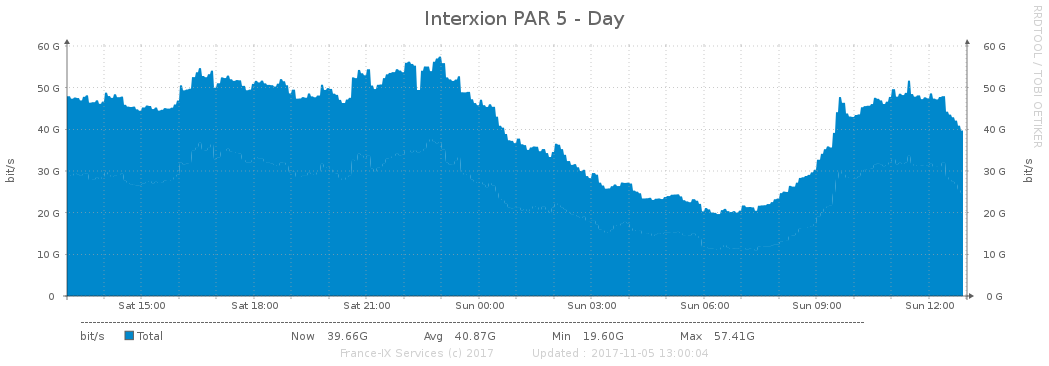 Interxion PAR 5 - Day
RRDTOOL / TOBI OETIKER
bit/s
bit/s
60 G 60 G
50 G 50 G
40 G 40 G
30 G 30 G
20 G 20 G
10 G 10 G
0 0 G
Sat 15:00 Sat 18:00 Sat 21:00 Sun 00:00 Sun 03:00 Sun 06:00 Sun 09:00 Sun 12:00
bit/s Total Now 39.66G Avg 40.87G Min 19.60G Max 57.41G
France-IX Services (c) 2017 Updated : 2017-11-05 13:00:04